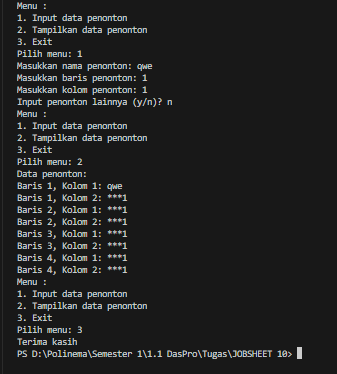 Menu :
1. Input data penonton
2. Tampilkan data penonton
3. Exit
Pilih menu: 1
Masukkan nama penonton: qwe
Masukkan baris penonton: 1
Masukkan kolom penonton: 1
Input penonton lainnya (y/n)? n
Menu :
1. Input data penonton
2. Tampilkan data penonton
3. Exit
Pilih menu: 2
Data penonton:
Baris 1, Kolom 1: qwe
Baris 1, Kolom 2: ***1
Baris 2, Kolom 1: ***1
Baris 2, Kolom 2: ***1
Baris 3, Kolom 1: ***1
Baris 3, Kolom 2: ***1
Baris 4, Kolom 1: ***1
Baris 4, Kolom 2: ***1
Menu :
1. Input data penonton
2. Tampilkan data penonton
3. Exit
Pilih menu: 3
Terima kasih
PS D:\Polinema\Semester 1\1.1 DasPro\Tugas\JOBSHEET 10>